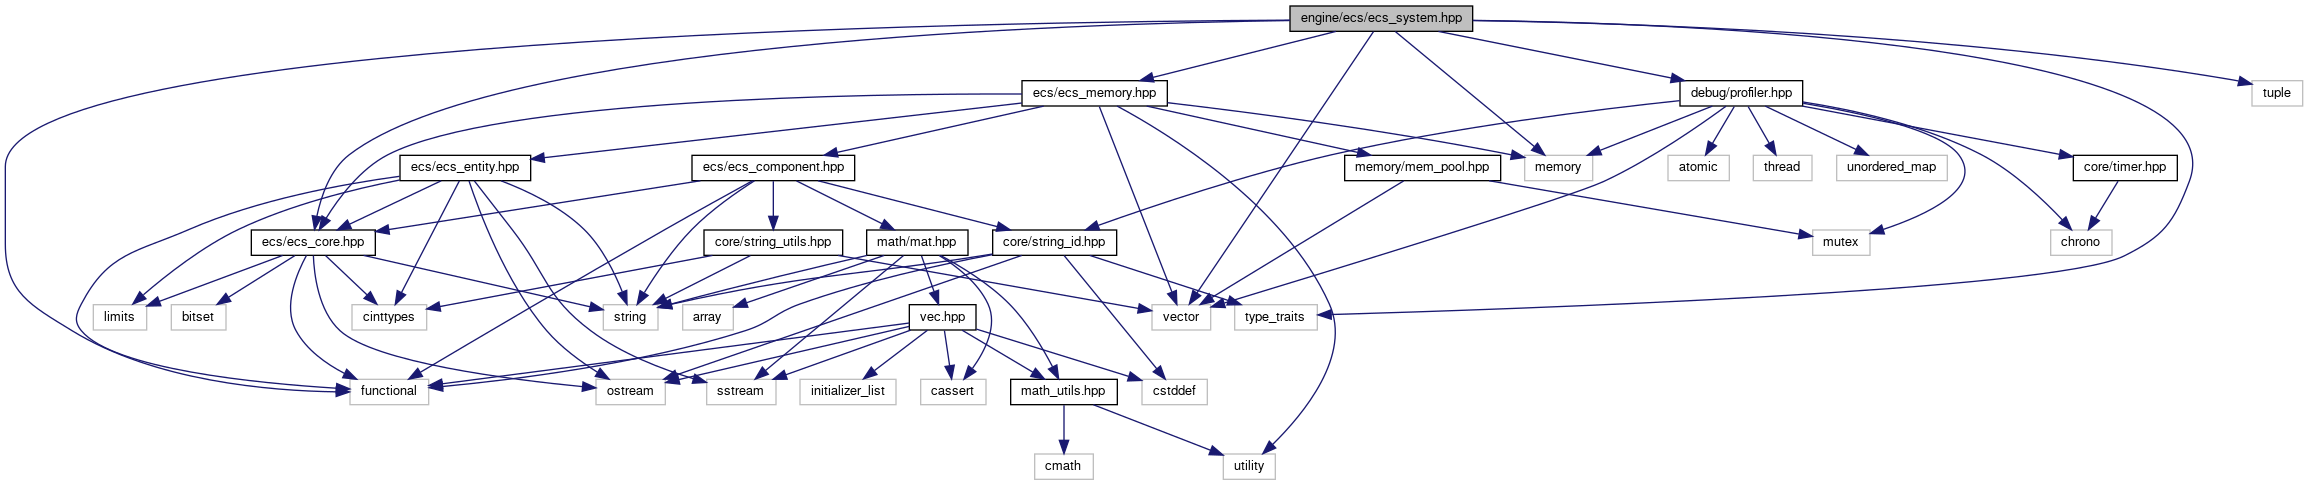 engine/ecs/ecs_system.hpp
ecs/ecs_memory.hpp
debug/profiler.hpp
tuple
ecs/ecs_entity.hpp
ecs/ecs_component.hpp
memory/mem_pool.hpp
memory
atomic
thread
unordered_map
core/timer.hpp
ecs/ecs_core.hpp
core/string_utils.hpp
math/mat.hpp
core/string_id.hpp
mutex
chrono
limits
bitset
cinttypes
string
array
vec.hpp
vector
type_traits
functional
ostream
sstream
initializer_list
cassert
math_utils.hpp
cstddef
cmath
utility